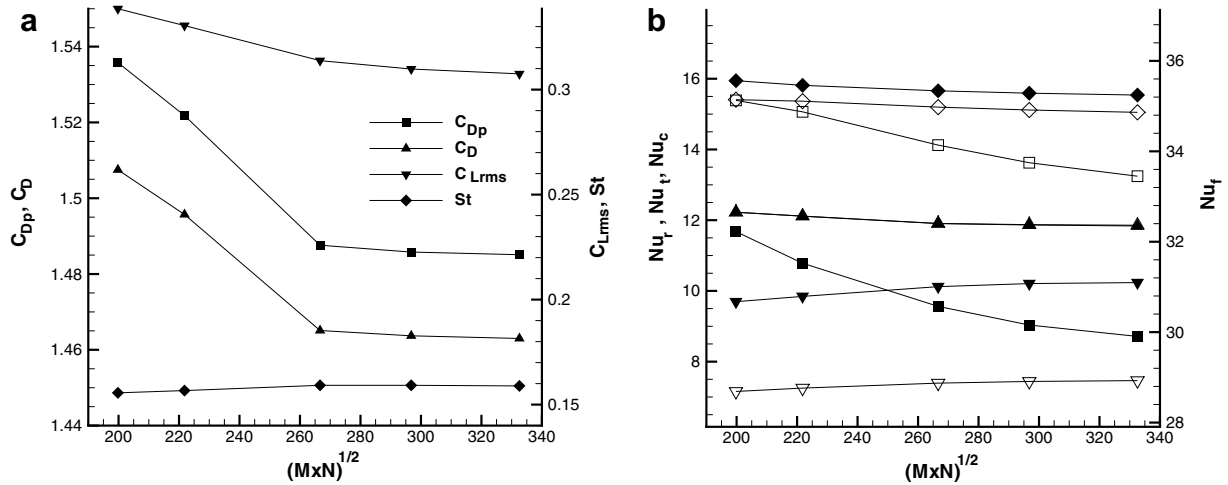 a
1.54
1.52
1.5
1.48
1.46
1.44
C_Dp, C_D
200 220 240 260 280 300 320 340
(MxN)^1/2
0.3
0.25
0.2
0.15
C_Lrms, St
C_Dp
C_D
C_Lrms
St
b
16
14
12
10
8
Nu_r , Nu_t , Nu_c
200 220 240 260 280 300 320 340
(MxN)^1/2
36
34
32
30
28
Nu_f